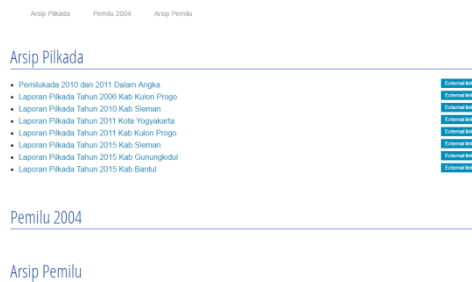 Arsip Pilkada Pemilu 2004 Arsip Pemilu
Arsip Pilkada
Pemilukada 2010 dan 2011 Dalam Angka External link
Laporan Pilkada Tahun 2006 Kab Kulon Progo External link
Laporan Pilkada Tahun 2010 Kab Sleman External link
Laporan Pilkada Tahun 2011 Kota Yogyakarta External link
Laporan Pilkada Tahun 2011 Kab Kulon Progo External link
Laporan Pilkada Tahun 2015 Kab Sleman External link
Laporan Pilkada Tahun 2015 Kab Gunungkidul External link
Laporan Pilkada Tahun 2015 Kab Bantul External link
Pemilu 2004
Arsip Pemilu